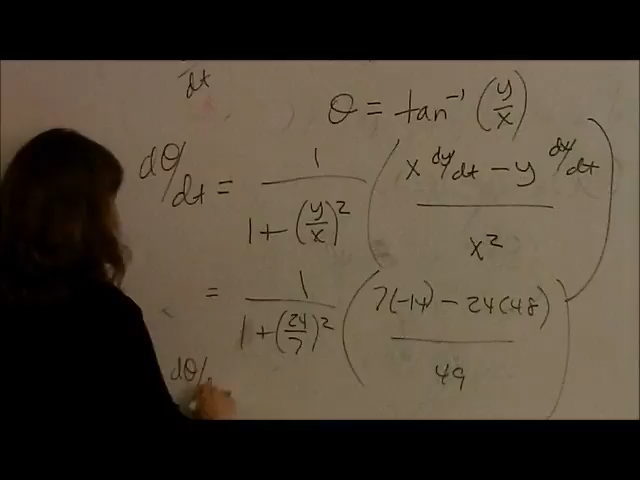 dt
θ = tan⁻¹ (y/x)
dθ/dt = 1/(1+(y/x)²) ((x dy/dt − y dx/dt)/x²)
= 1/(1+(24/7)²) ((7(-14) − 24(48))/49)
dθ/